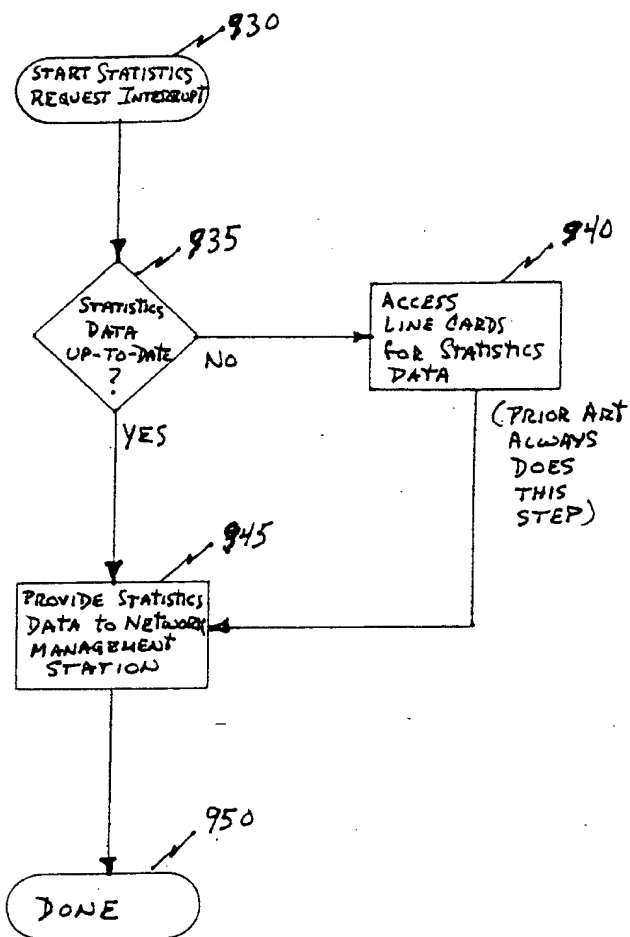 930
START STATISTICS
REQUEST INTERRUPT
935
STATISTICS
DATA
UP-TO-DATE
?
NO
YES
940
ACCESS
LINE CARDS
FOR STATISTICS
DATA
(PRIOR ART
ALWAYS
DOES
THIS
STEP)
945
PROVIDE STATISTICS
DATA TO NETWORK
MANAGEMENT
STATION
950
DONE